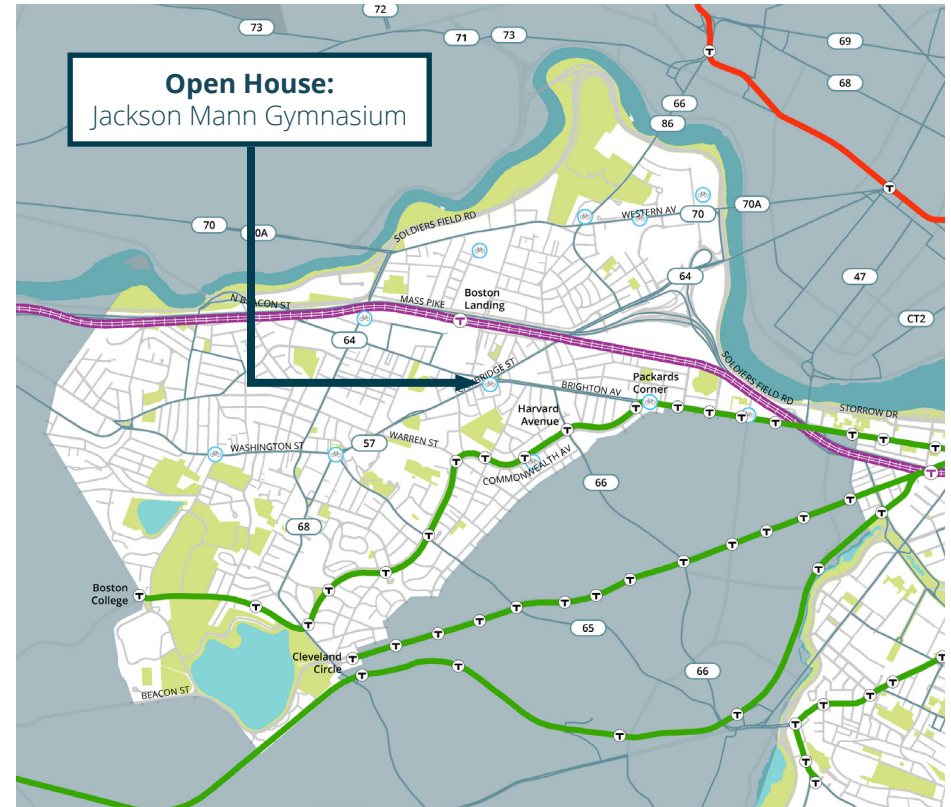 72
73
71
73
69
Open House:
Jackson Mann Gymnasium
68
66
86
WESTERN AV
70
70A
70
0A
SOLDIERS FIELD RD
64
47
CT2
N BEACON ST
MASS PIKE
Boston
Landing
64
BRIDGE ST
BRIGHTON AV
Packards
Corner
SOLDIERS FIELD RD
STORROW DR
Harvard
Avenue
WARREN ST
57
WASHINGTON ST
COMMONWEALTH AV
66
68
Boston
College
65
Cleveland
Circle
66
BEACON ST